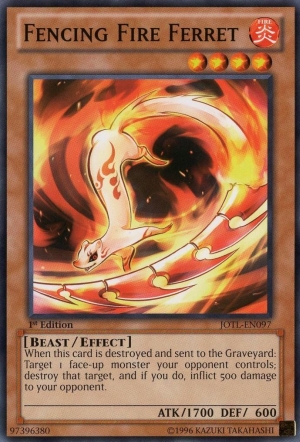 FENCING FIRE FERRET
FIRE
炎
1st Edition
JOTL-EN097
[BEAST / EFFECT]
When this card is destroyed and sent to the Graveyard:
Target 1 face-up monster your opponent controls;
destroy that target, and if you do, inflict 500 damage
to your opponent.
ATK/1700 DEF/ 600
97396380
©1996 KAZUKI TAKAHASHI